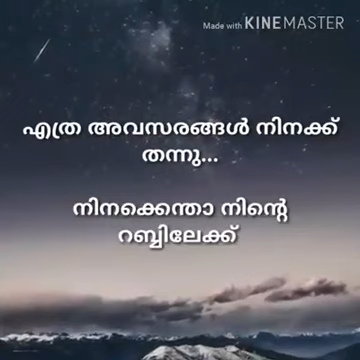 Made with KINEMASTER
എത്ര അവസരങ്ങൾ നിനക്ക്
തന്നു...
നിനക്കെന്താ നിന്റെ
റബ്ബിലേക്ക്